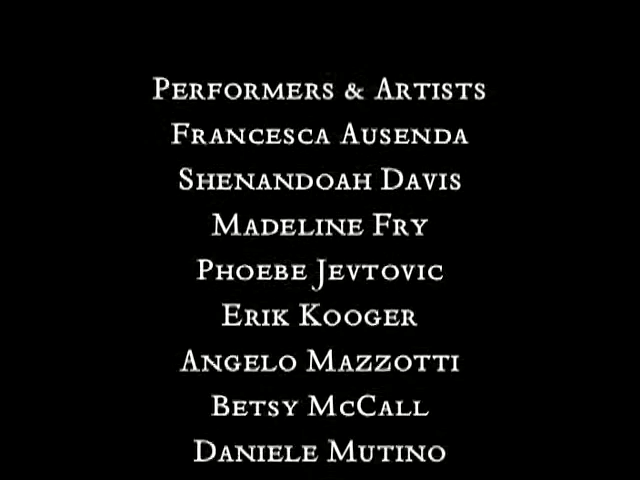 Performers & Artists
Francesca Ausenda
Shenandoah Davis
Madeline Fry
Phoebe Jevtovic
Erik Kooger
Angelo Mazzotti
Betsy McCall
Daniele Mutino